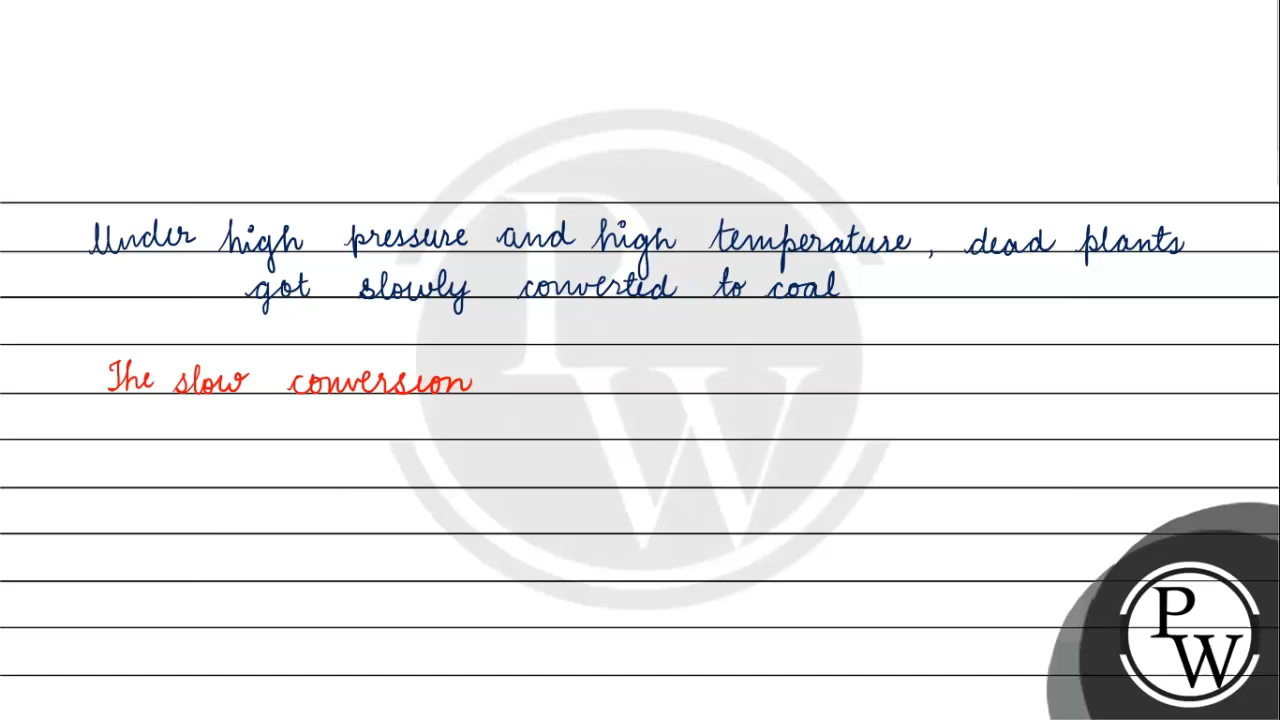 Under high pressure and high temperature, dead plants
got slowly converted to coal
The slow conversion
P
W
P
W